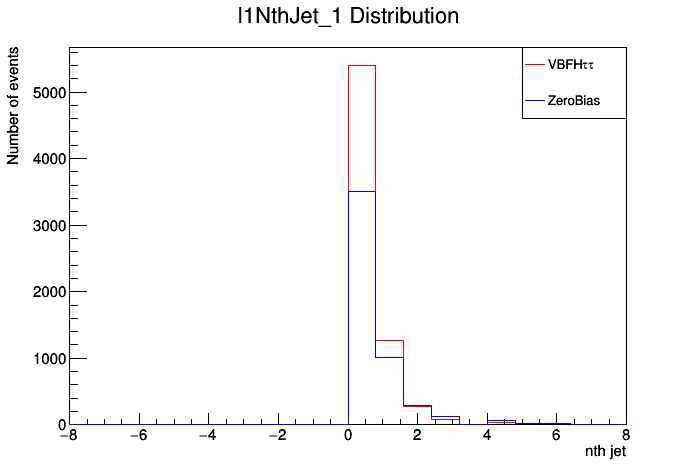 l1NthJet_1 Distribution
Number of events
VBFHττ
ZeroBias
5000
4000
3000
2000
1000
0
−8 −6 −4 −2 0 2 4 6 8
nth jet